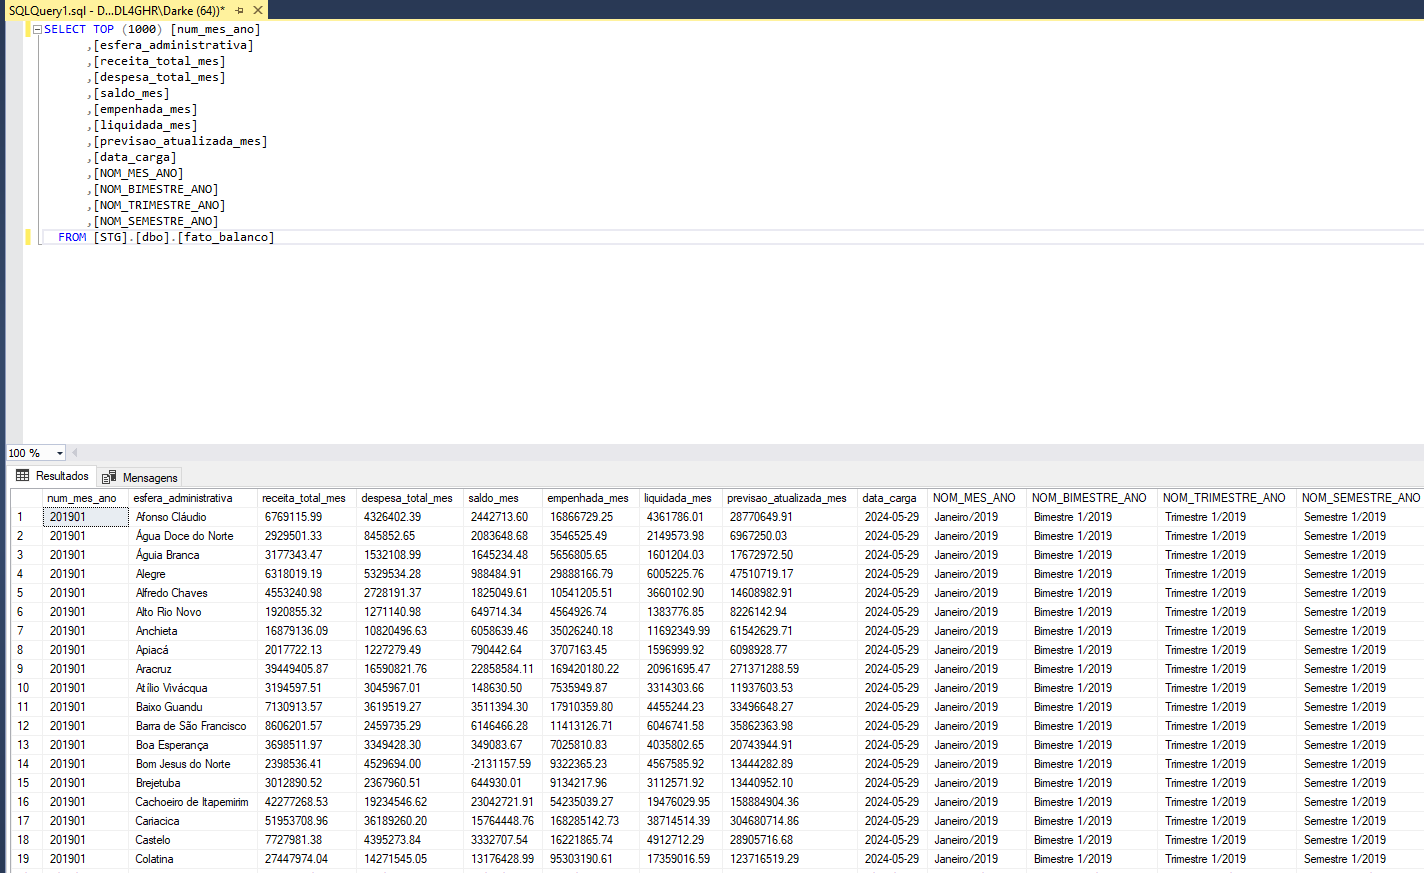 SQLQuery1.sql - D...DL4GHR\Darke (64))*
SELECT TOP (1000) [num_mes_ano]
,[esfera_administrativa]
,[receita_total_mes]
,[despesa_total_mes]
,[saldo_mes]
,[empenhada_mes]
,[liquidada_mes]
,[previsao_atualizada_mes]
,[data_carga]
,[NOM_MES_ANO]
,[NOM_BIMESTRE_ANO]
,[NOM_TRIMESTRE_ANO]
,[NOM_SEMESTRE_ANO]
FROM [STG].[dbo].[fato_balanco]
100 %
Resultados Mensagens
num_mes_ano esfera_administrativa receita_total_mes despesa_total_mes saldo_mes empenhada_mes liquidada_mes previsao_atualizada_mes data_carga NOM_MES_ANO NOM_BIMESTRE_ANO NOM_TRIMESTRE_ANO NOM_SEMESTRE_ANO
1 201901 Afonso Cláudio 6769115.99 4326402.39 2442713.60 16866729.25 4361786.01 28770649.91 2024-05-29 Janeiro/2019 Bimestre 1/2019 Trimestre 1/2019 Semestre 1/2019
2 201901 Água Doce do Norte 2929501.33 845852.65 2083648.68 3546525.49 2149573.98 6967250.03 2024-05-29 Janeiro/2019 Bimestre 1/2019 Trimestre 1/2019 Semestre 1/2019
3 201901 Águia Branca 3177343.47 1532108.99 1645234.48 5656805.65 1601204.03 17672972.50 2024-05-29 Janeiro/2019 Bimestre 1/2019 Trimestre 1/2019 Semestre 1/2019
4 201901 Alegre 6318019.19 5329534.28 988484.91 29888166.79 6005225.76 47510719.17 2024-05-29 Janeiro/2019 Bimestre 1/2019 Trimestre 1/2019 Semestre 1/2019
5 201901 Alfredo Chaves 4553240.98 2728191.37 1825049.61 10541205.51 3660102.90 14608982.91 2024-05-29 Janeiro/2019 Bimestre 1/2019 Trimestre 1/2019 Semestre 1/2019
6 201901 Alto Rio Novo 1920855.32 1271140.98 649714.34 4564926.74 1383776.85 8226142.94 2024-05-29 Janeiro/2019 Bimestre 1/2019 Trimestre 1/2019 Semestre 1/2019
7 201901 Anchieta 16879136.09 10820496.63 6058639.46 35026240.18 11692349.99 61542629.71 2024-05-29 Janeiro/2019 Bimestre 1/2019 Trimestre 1/2019 Semestre 1/2019
8 201901 Apiacá 2017722.13 1227279.49 790442.64 3707163.45 1596999.92 6098928.77 2024-05-29 Janeiro/2019 Bimestre 1/2019 Trimestre 1/2019 Semestre 1/2019
9 201901 Aracruz 39449405.87 16590821.76 22858584.11 169420180.22 20961695.47 271371288.59 2024-05-29 Janeiro/2019 Bimestre 1/2019 Trimestre 1/2019 Semestre 1/2019
10 201901 Atílio Vivácqua 3194597.51 3045967.01 148630.50 7535949.87 3314303.66 11937603.53 2024-05-29 Janeiro/2019 Bimestre 1/2019 Trimestre 1/2019 Semestre 1/2019
11 201901 Baixo Guandu 7130913.57 3619519.27 3511394.30 17910359.80 4455244.23 33496648.27 2024-05-29 Janeiro/2019 Bimestre 1/2019 Trimestre 1/2019 Semestre 1/2019
12 201901 Barra de São Francisco 8606201.57 2459735.29 6146466.28 11413126.71 6046741.58 35862363.98 2024-05-29 Janeiro/2019 Bimestre 1/2019 Trimestre 1/2019 Semestre 1/2019
13 201901 Boa Esperança 3698511.97 3349428.30 349083.67 7025810.83 4035802.65 20743944.91 2024-05-29 Janeiro/2019 Bimestre 1/2019 Trimestre 1/2019 Semestre 1/2019
14 201901 Bom Jesus do Norte 2398536.41 4529694.00 -2131157.59 9322365.23 4567585.92 13444282.89 2024-05-29 Janeiro/2019 Bimestre 1/2019 Trimestre 1/2019 Semestre 1/2019
15 201901 Brejetuba 3012890.52 2367960.51 644930.01 9134217.96 3112571.92 13440952.10 2024-05-29 Janeiro/2019 Bimestre 1/2019 Trimestre 1/2019 Semestre 1/2019
16 201901 Cachoeiro de Itapemirim 42277268.53 19234546.62 23042721.91 54235039.27 19476029.95 158884904.36 2024-05-29 Janeiro/2019 Bimestre 1/2019 Trimestre 1/2019 Semestre 1/2019
17 201901 Cariacica 51953708.96 36189260.20 15764448.76 168285142.73 38714514.39 304680714.86 2024-05-29 Janeiro/2019 Bimestre 1/2019 Trimestre 1/2019 Semestre 1/2019
18 201901 Castelo 7727981.38 4395273.84 3332707.54 16221865.74 4912712.29 28905716.68 2024-05-29 Janeiro/2019 Bimestre 1/2019 Trimestre 1/2019 Semestre 1/2019
19 201901 Colatina 27447974.04 14271545.05 13176428.99 95303190.61 17359016.59 123716519.29 2024-05-29 Janeiro/2019 Bimestre 1/2019 Trimestre 1/2019 Semestre 1/2019